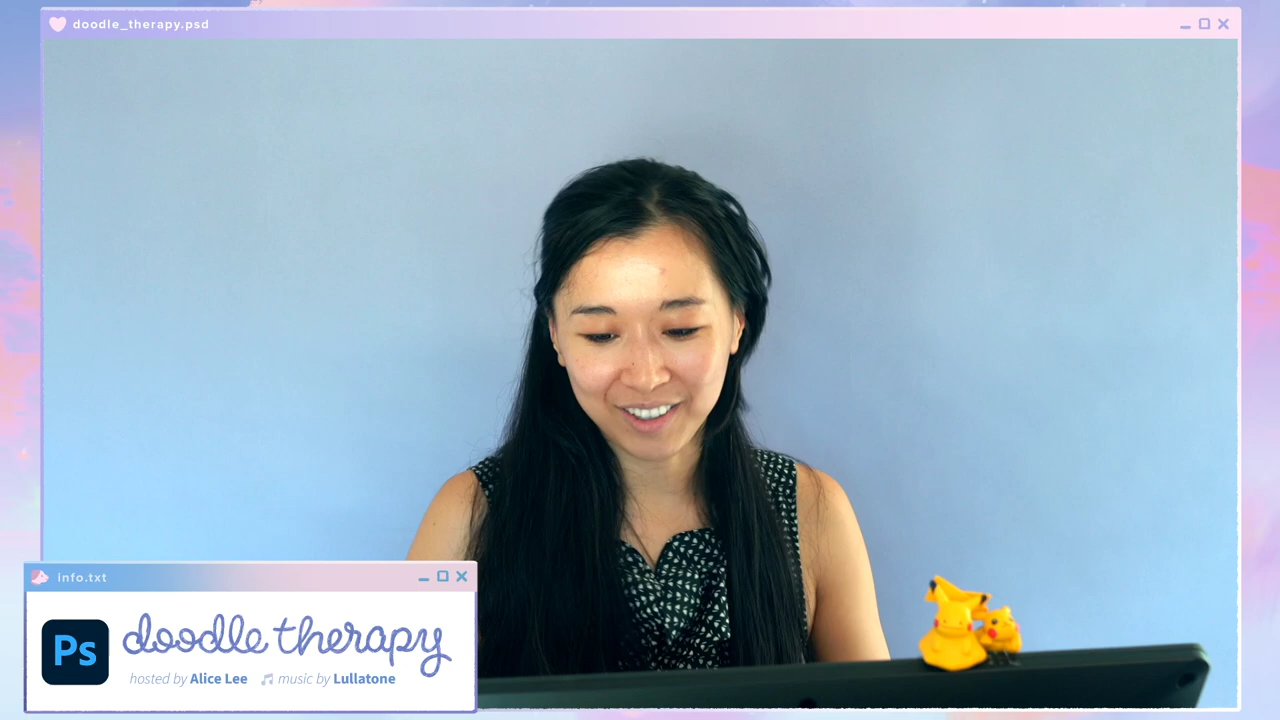 doodle_therapy.psd
info.txt
Ps
doodle therapy
hosted by Alice Lee music by Lullatone